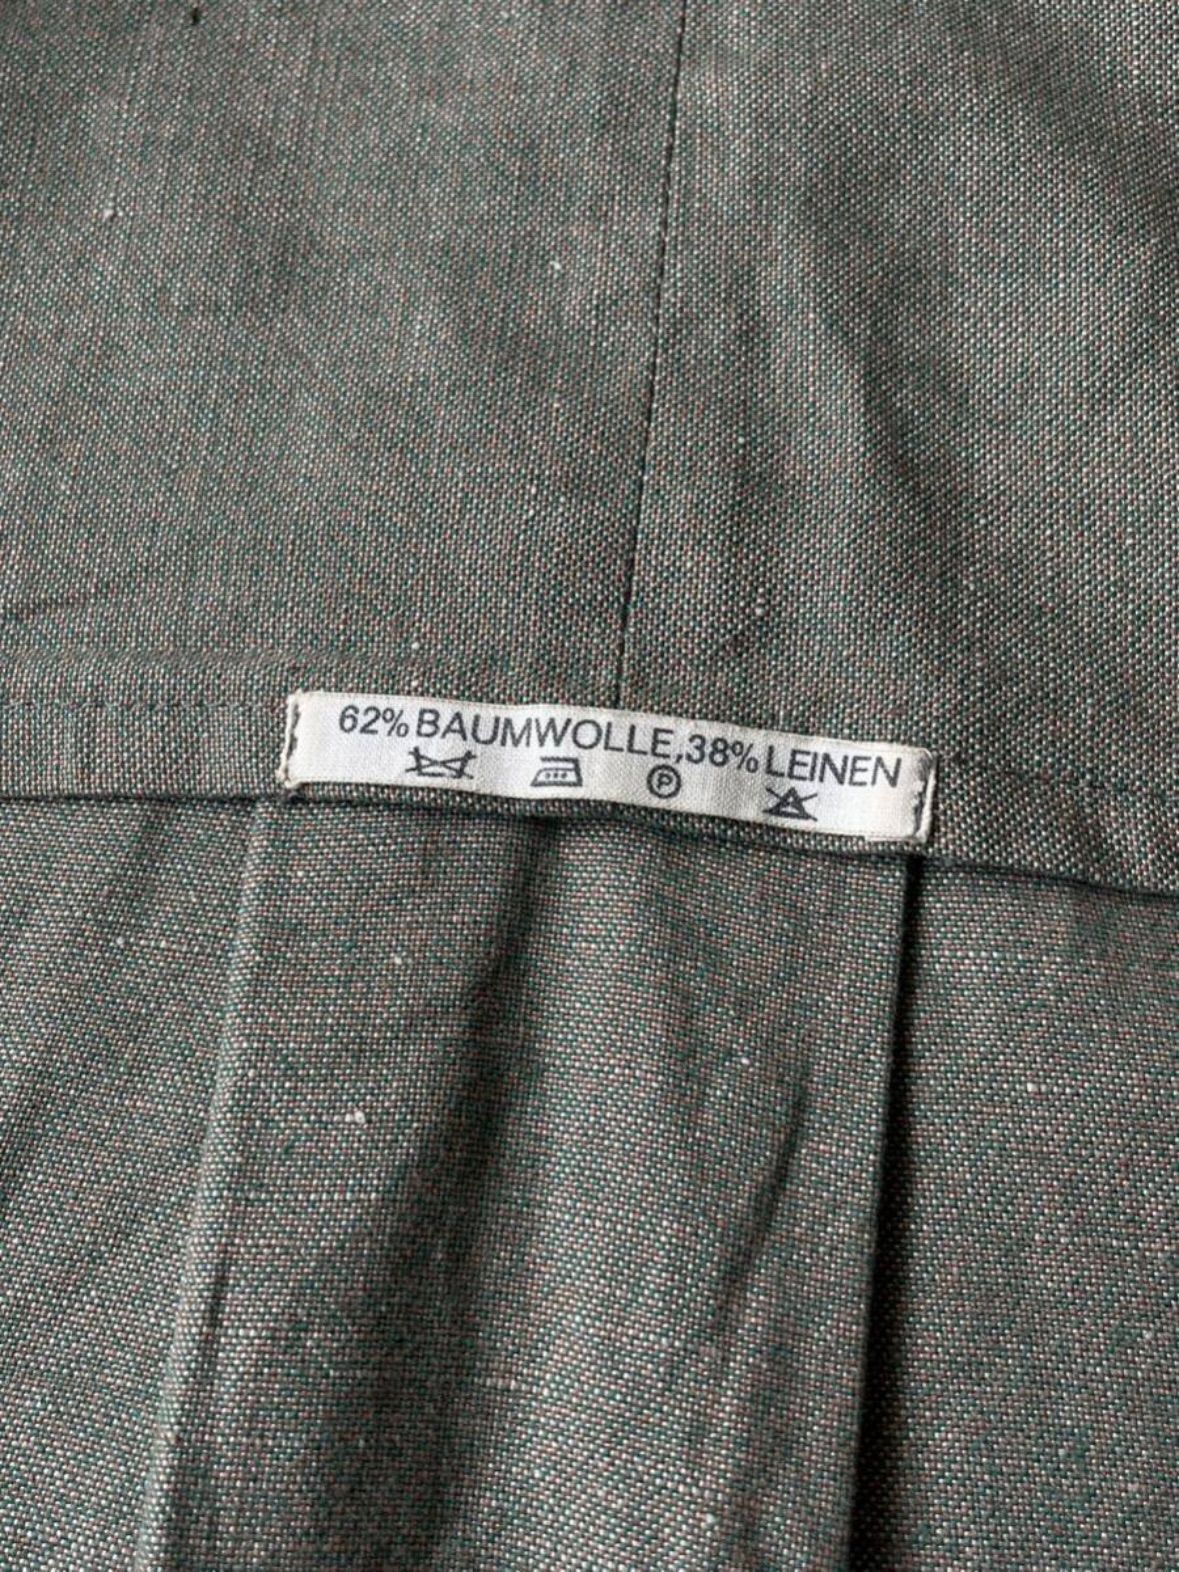 62% BAUMWOLLE, 38% LEINEN
P